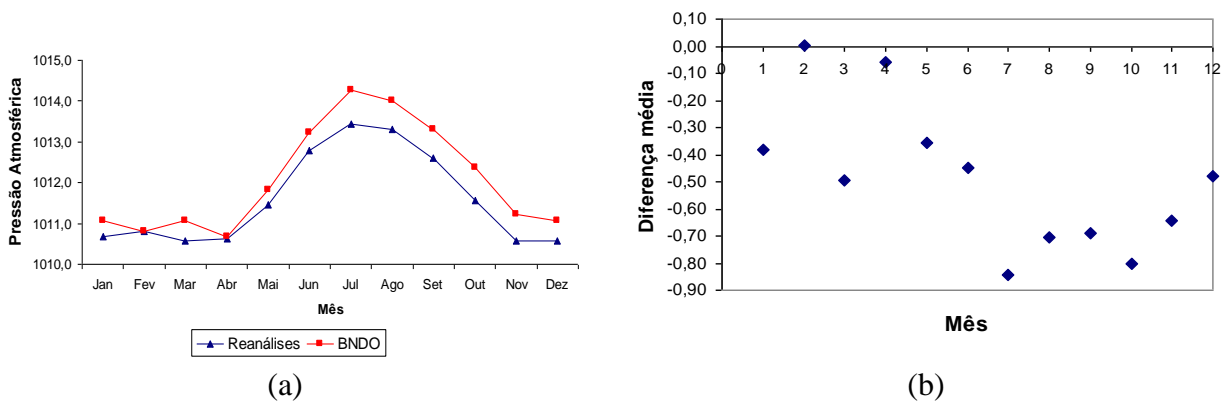 1015,0
1014,0
1013,0
1012,0
1011,0
1010,0
Pressão Atmosférica
Jan Fev Mar Abr Mai Jun Jul Ago Set Out Nov Dez
Mês
Reanálises BNDO
(a)
0,10
0,00
-0,10
-0,20
-0,30
-0,40
-0,50
-0,60
-0,70
-0,80
-0,90
Diferença média
0 1 2 3 4 5 6 7 8 9 10 11 12
Mês
(b)